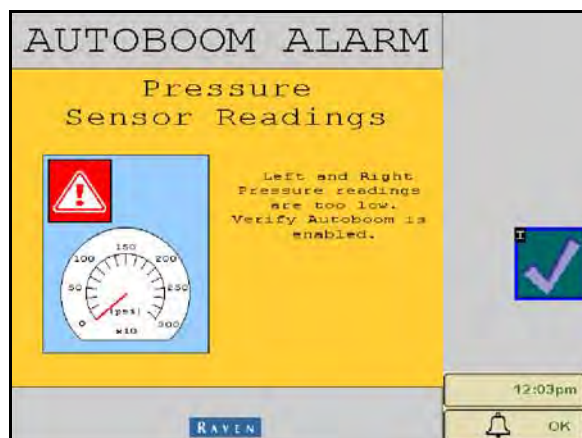 AUTOBOOM ALARM
Pressure
Sensor Readings
Left and Right
Pressure readings
are too low.
Verify Autoboom is
enabled.
150
100
200
50
250
0
(psi)
300
x10
I
12:03pm
RAVEN
OK